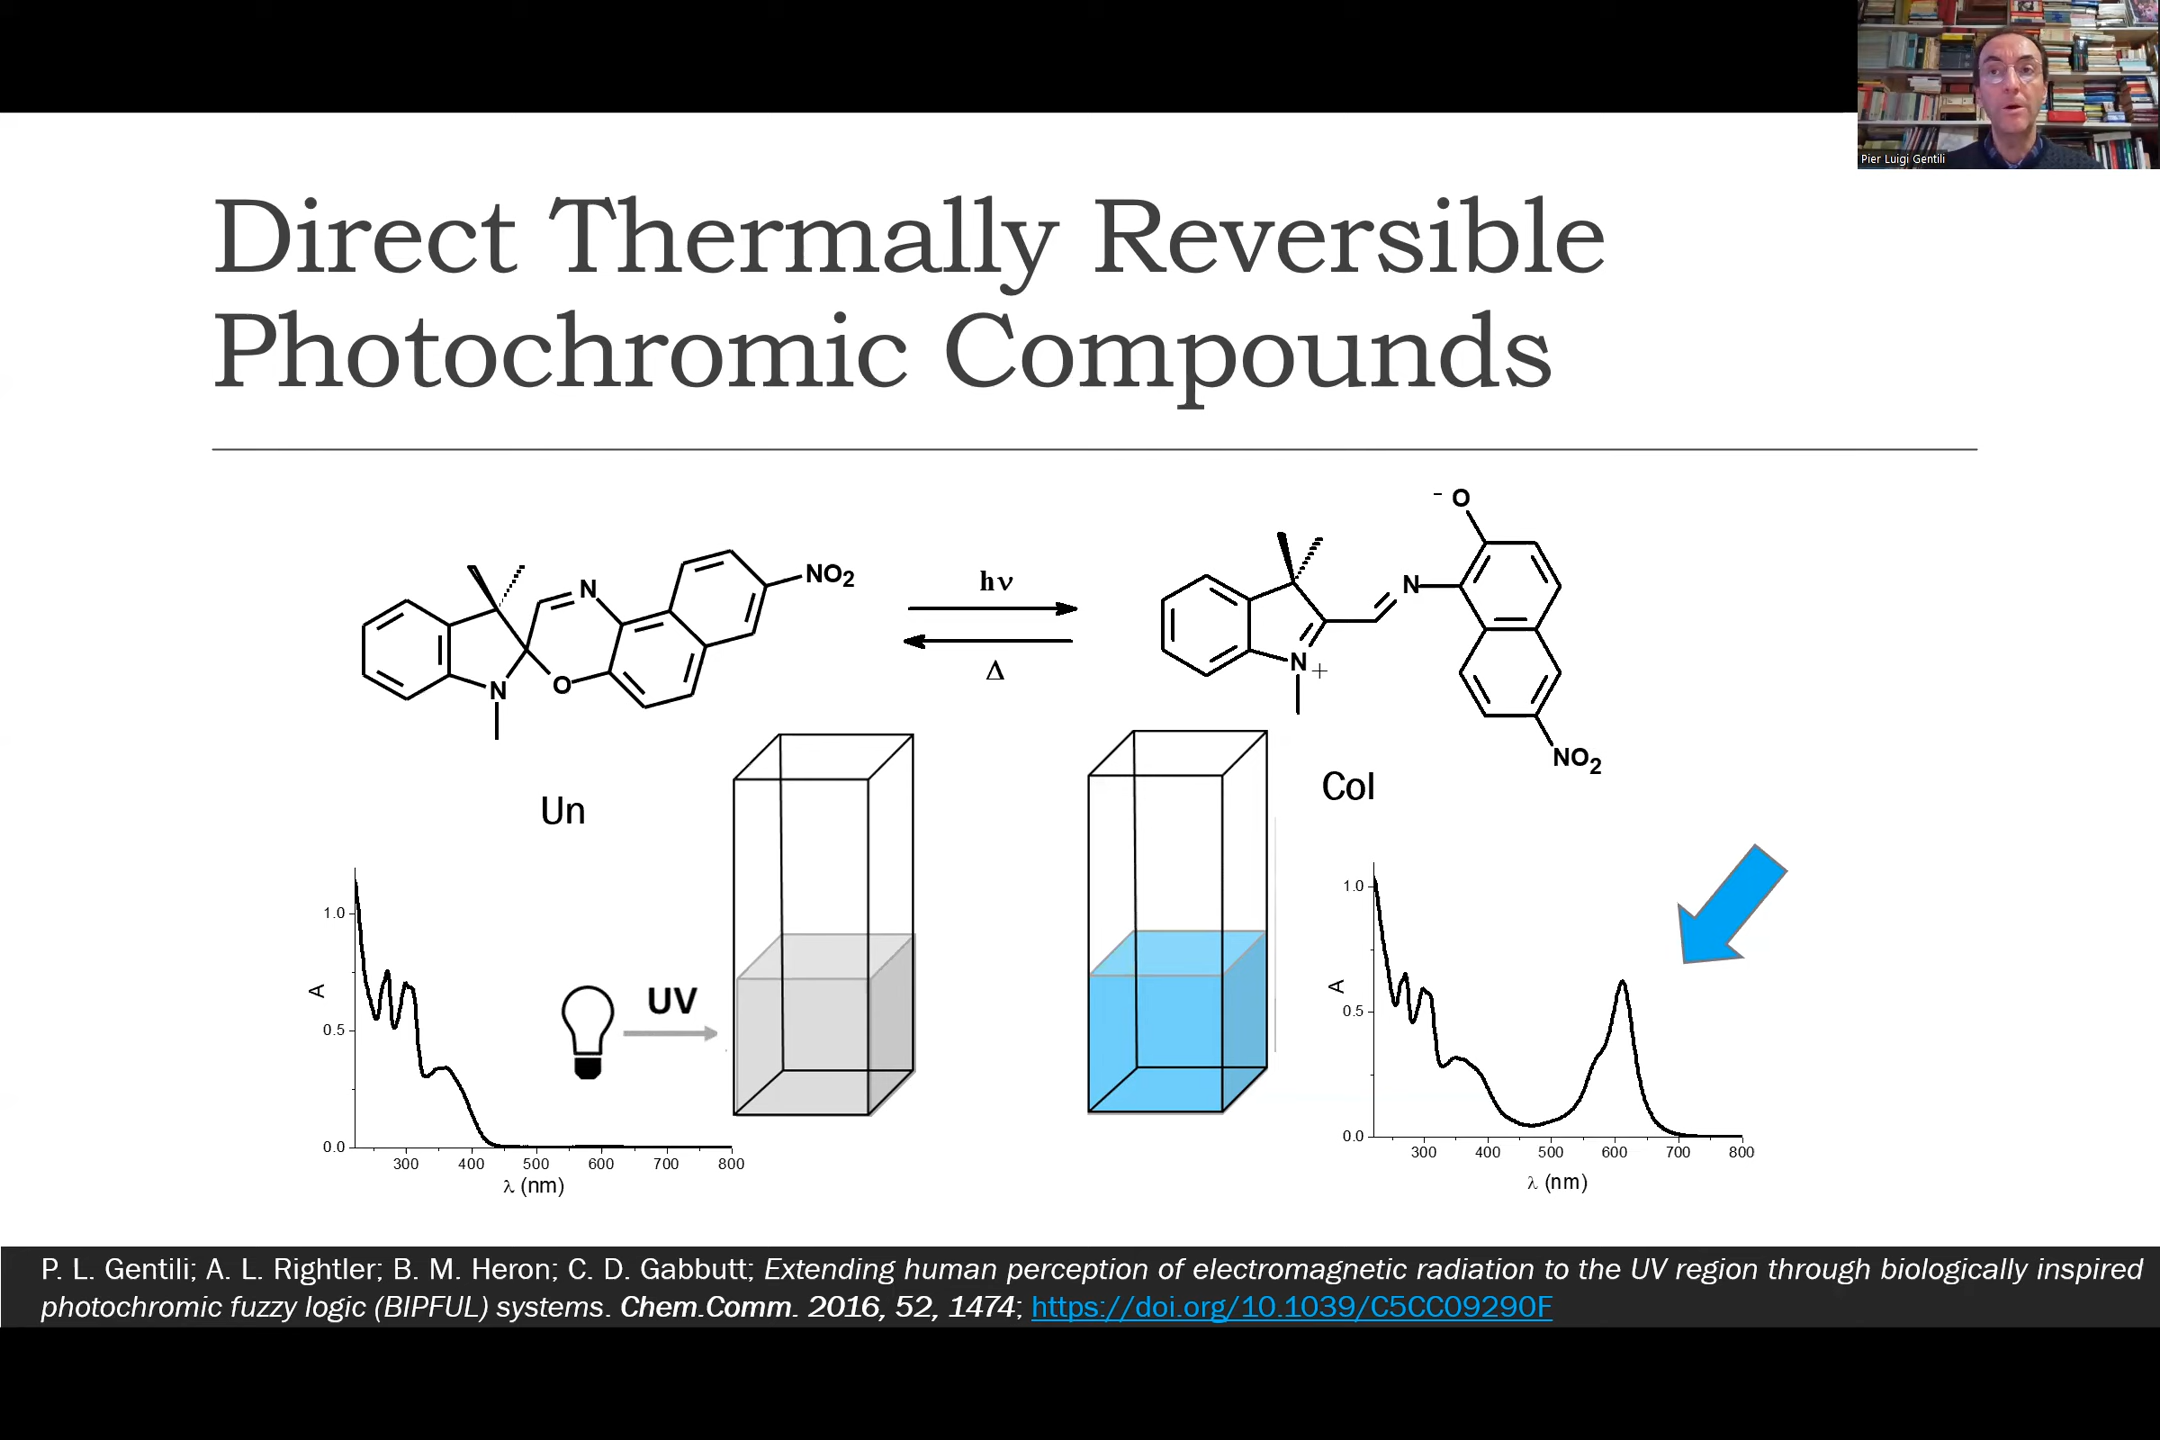 Pier Luigi Gentili
Direct Thermally Reversible
Photochromic Compounds
N
NO2
N
O
hν
Δ
- O
N
N
+
NO2
Un
Col
UV
A
1.0
0.5
0.0
300 400 500 600 700 800
λ (nm)
A
1.0
0.5
0.0
300 400 500 600 700 800
λ (nm)
P. L. Gentili; A. L. Rightler; B. M. Heron; C. D. Gabbutt; Extending human perception of electromagnetic radiation to the UV region through biologically inspired
photochromic fuzzy logic (BIPFUL) systems. Chem.Comm. 2016, 52, 1474; https://doi.org/10.1039/C5CC09290F